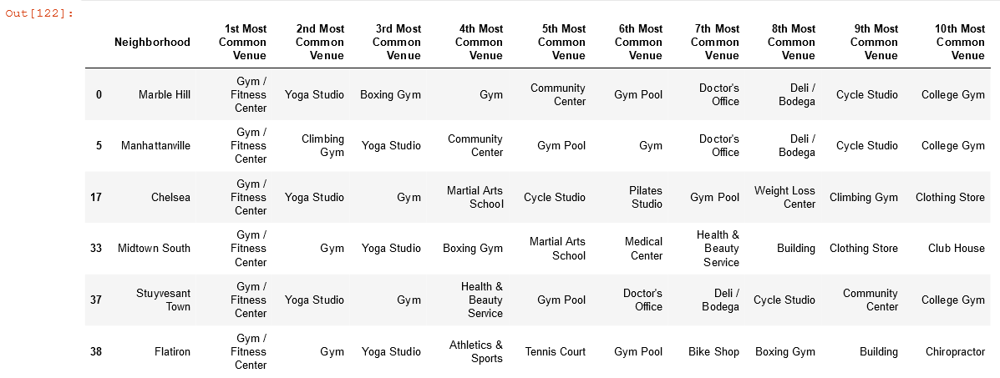 Out[122]:
Neighborhood 1st Most Common Venue 2nd Most Common Venue 3rd Most Common Venue 4th Most Common Venue 5th Most Common Venue 6th Most Common Venue 7th Most Common Venue 8th Most Common Venue 9th Most Common Venue 10th Most Common Venue
0 Marble Hill Gym / Fitness Center Yoga Studio Boxing Gym Gym Community Center Gym Pool Doctor's Office Deli / Bodega Cycle Studio College Gym
5 Manhattanville Gym / Fitness Center Climbing Gym Yoga Studio Community Center Gym Pool Gym Doctor's Office Deli / Bodega Cycle Studio College Gym
17 Chelsea Gym / Fitness Center Yoga Studio Gym Martial Arts School Cycle Studio Pilates Studio Gym Pool Weight Loss Center Climbing Gym Clothing Store
33 Midtown South Gym / Fitness Center Gym Yoga Studio Boxing Gym Martial Arts School Medical Center Health & Beauty Service Building Clothing Store Club House
37 Stuyvesant Town Gym / Fitness Center Yoga Studio Gym Health & Beauty Service Gym Pool Doctor's Office Deli / Bodega Cycle Studio Community Center College Gym
38 Flatiron Gym / Fitness Center Gym Yoga Studio Athletics & Sports Tennis Court Gym Pool Bike Shop Boxing Gym Building Chiropractor